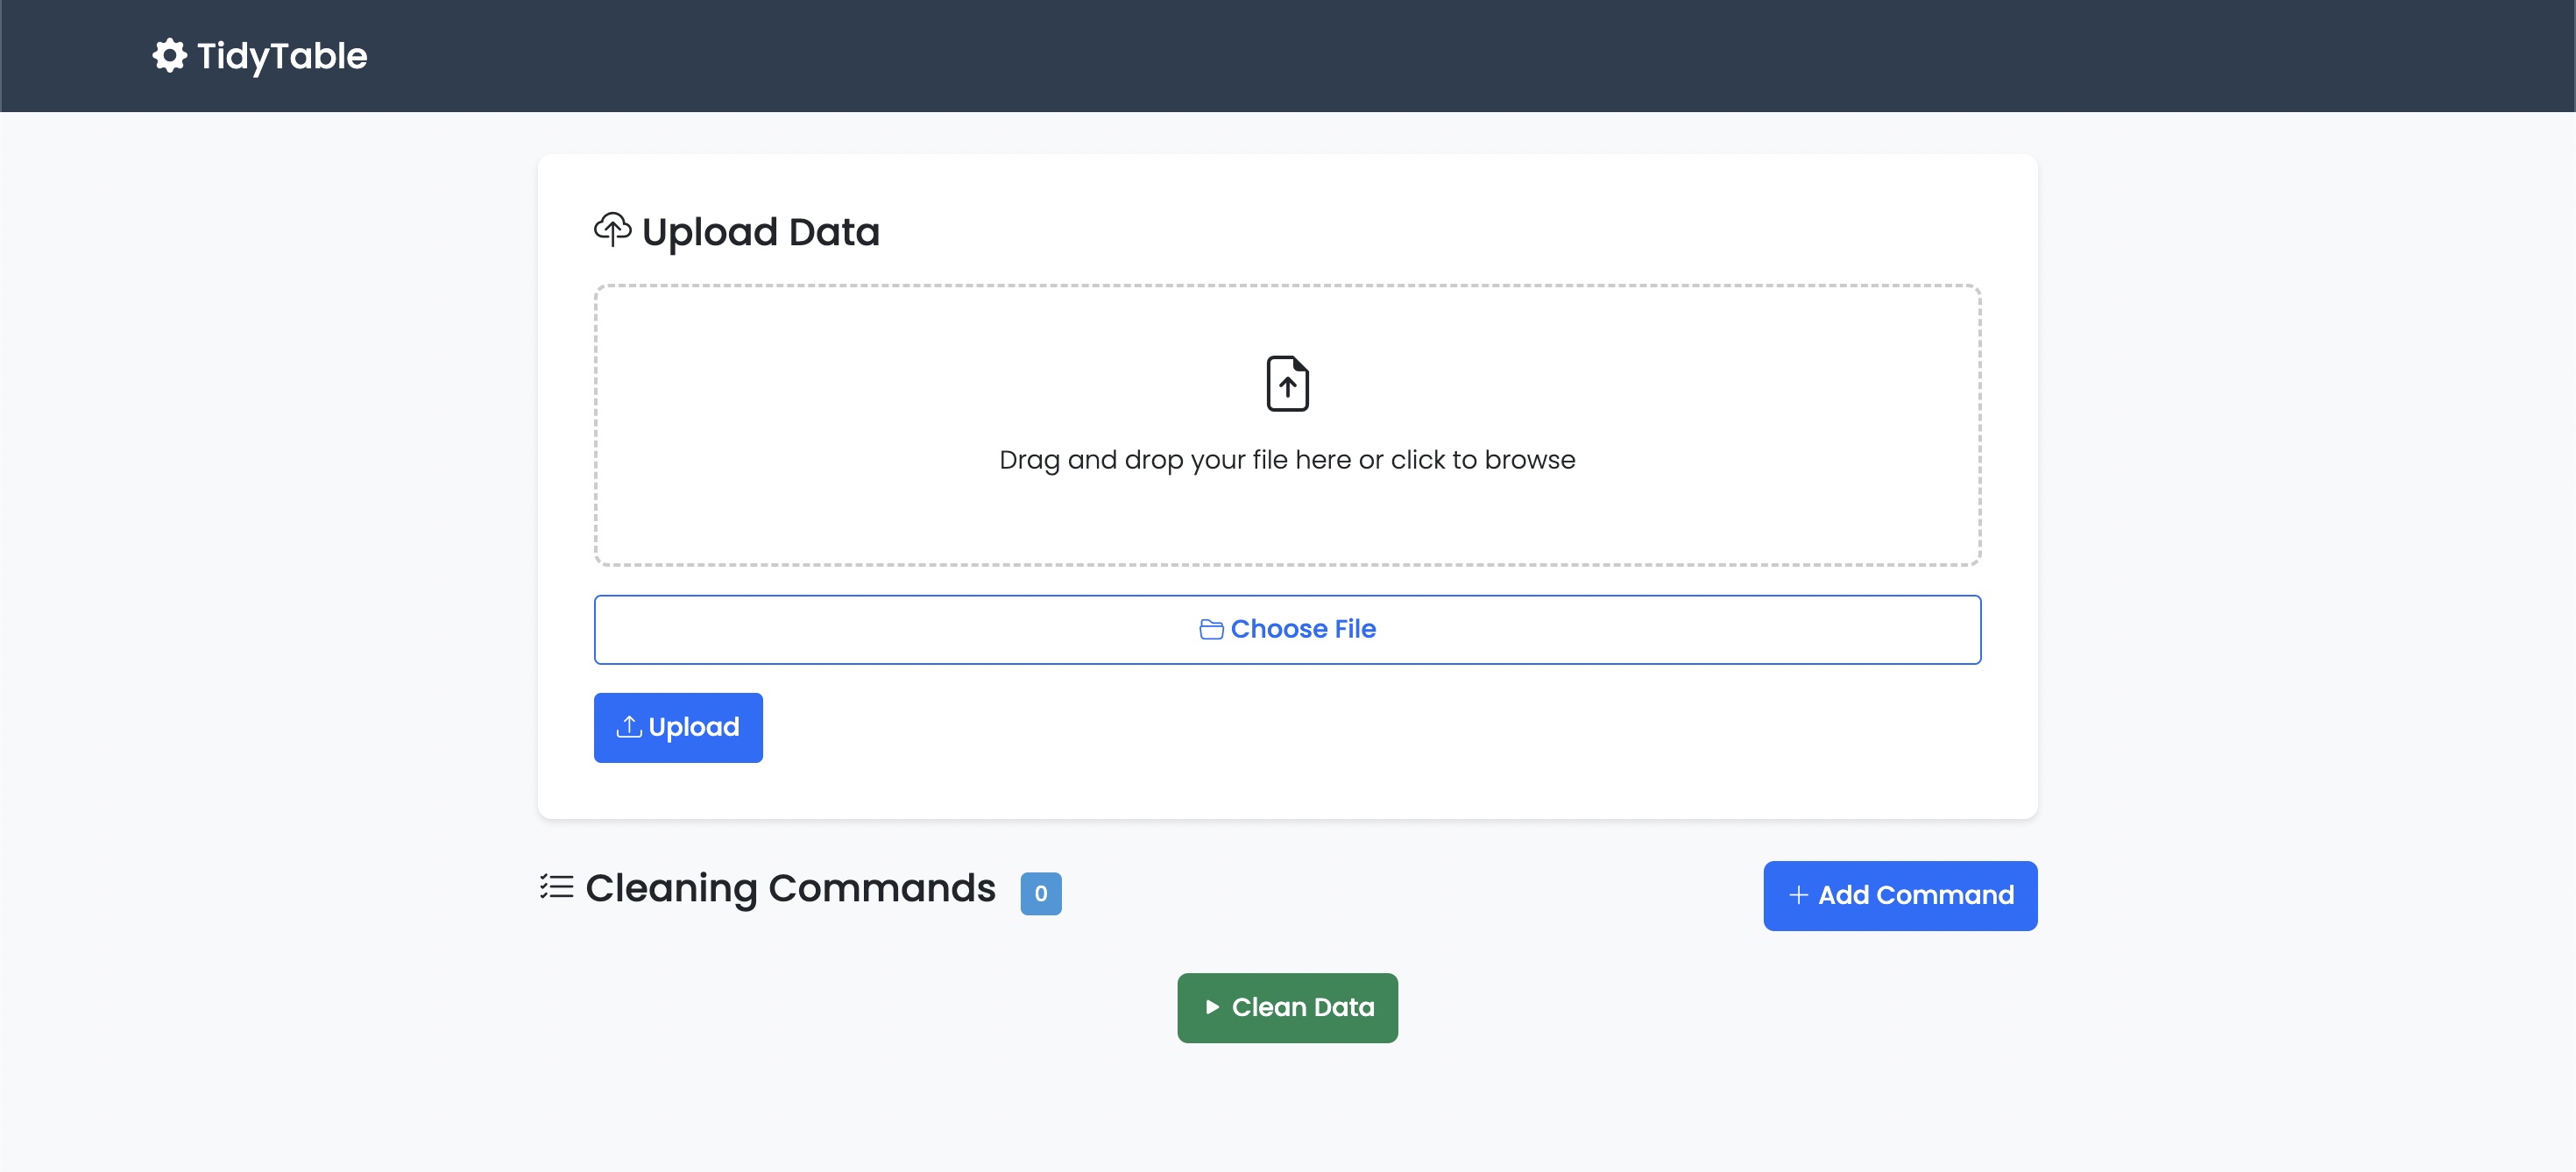 TidyTable
Upload Data
Drag and drop your file here or click to browse
Choose File
Upload
Cleaning Commands 0
Add Command
Clean Data